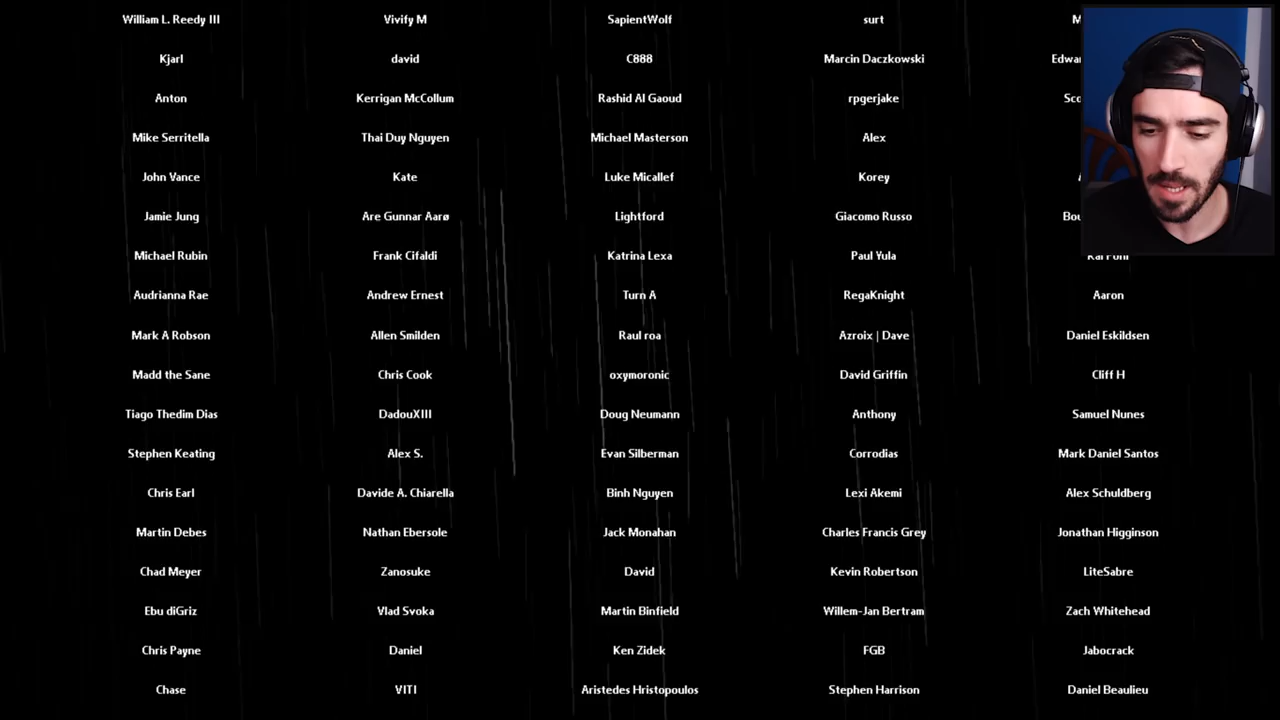 William L. Reedy III Vivify M SapientWolf surt
Kjarl david C888 Marcin Daczkowski
Anton Kerrigan McCollum Rashid Al Gaoud rpgerjake
Mike Serritella Thai Duy Nguyen Michael Masterson Alex
John Vance Kate Luke Micallef Korey
Jamie Jung Are Gunnar Aarø Lightford Giacomo Russo
Michael Rubin Frank Cifaldi Katrina Lexa Paul Yula
Audrianna Rae Andrew Ernest Turn A RegaKnight Aaron
Mark A Robson Allen Smilden Raul roa Azroix | Dave Daniel Eskildsen
Madd the Sane Chris Cook oxymoronic David Griffin Cliff H
Tiago Thedim Dias DadouXIII Doug Neumann Anthony Samuel Nunes
Stephen Keating Alex S. Evan Silberman Corrodias Mark Daniel Santos
Chris Earl Davide A. Chiarella Binh Nguyen Lexi Akemi Alex Schuldberg
Martin Debes Nathan Ebersole Jack Monahan Charles Francis Grey Jonathan Higginson
Chad Meyer Zanosuke David Kevin Robertson LiteSabre
Ebu diGriz Vlad Svoka Martin Binfield Willem-Jan Bertram Zach Whitehead
Chris Payne Daniel Ken Zidek FGB Jabocrack
Chase VITI Aristedes Hristopoulos Stephen Harrison Daniel Beaulieu